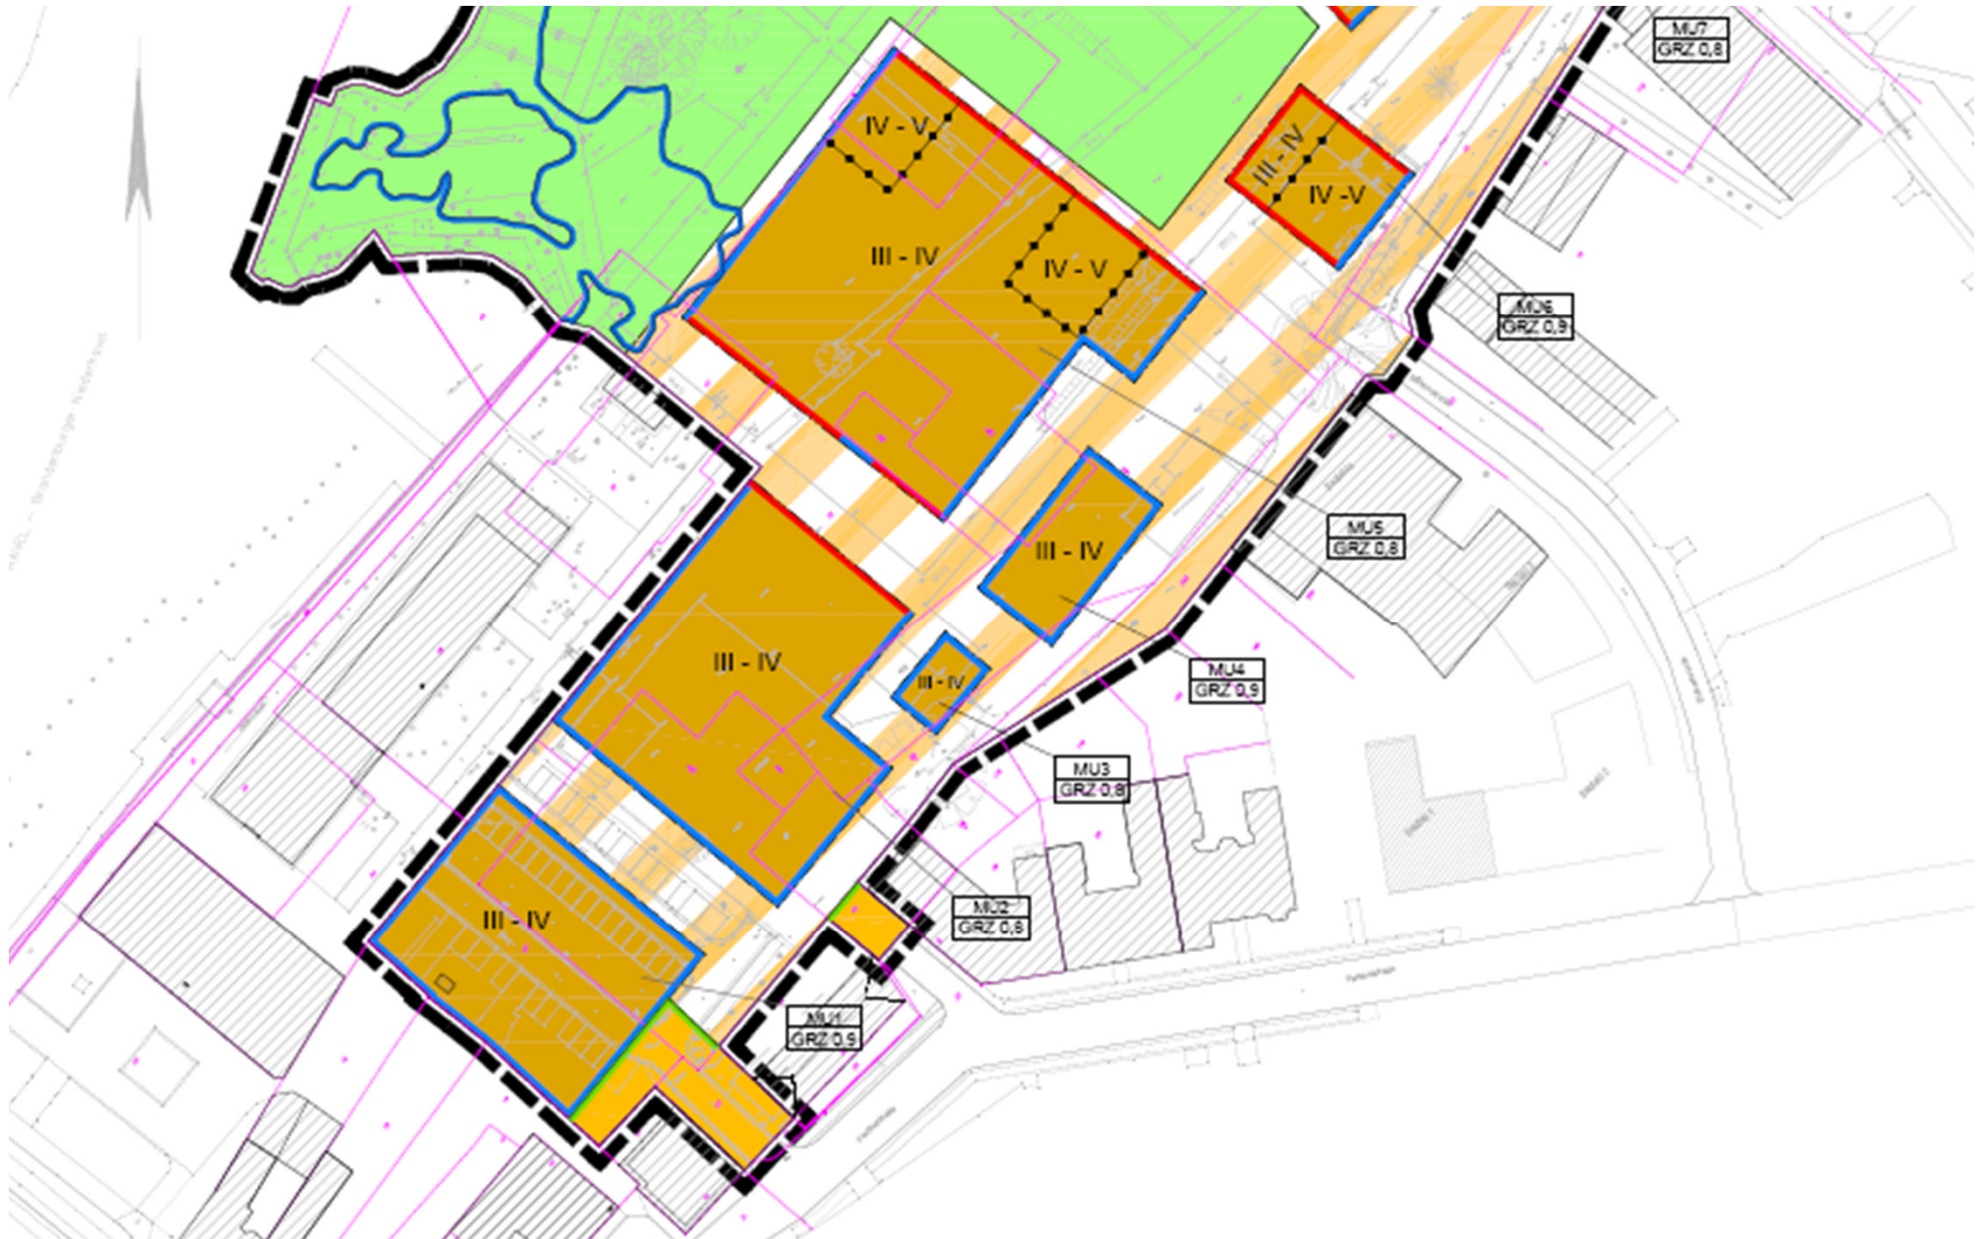 MU7
GRZ 0,8
IV - V
III - IV
IV -V
III - IV
IV - V
MU6
GRZ 0,9
MU5
GRZ 0,8
III - IV
III - IV
III - IV
MU4
GRZ 0,9
MU3
GRZ 0,8
III - IV
MU2
GRZ 0,8
MU1
GRZ 0,9